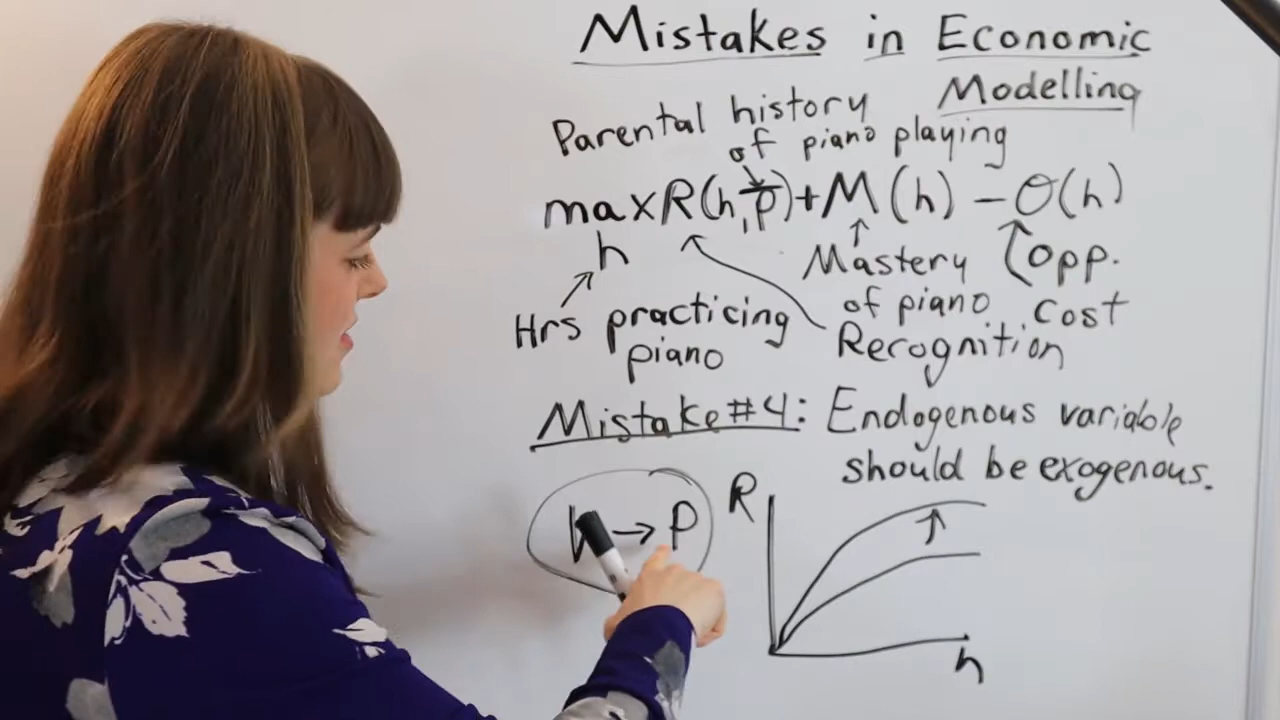 Mistakes in Economic
Modelling
Parental history
of piano playing
max R(h,p)+M(h)-O(h)
h
Mastery
of piano
Opp.
cost
Hrs practicing
piano
Recognition
Mistake #4: Endogenous variable
should be exogenous.
→ P
R
h